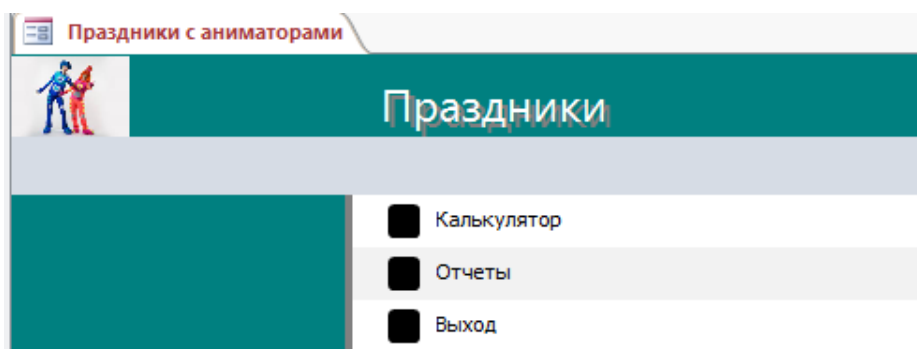 Праздники с аниматорами
Праздники
Калькулятор
Отчеты
Выход